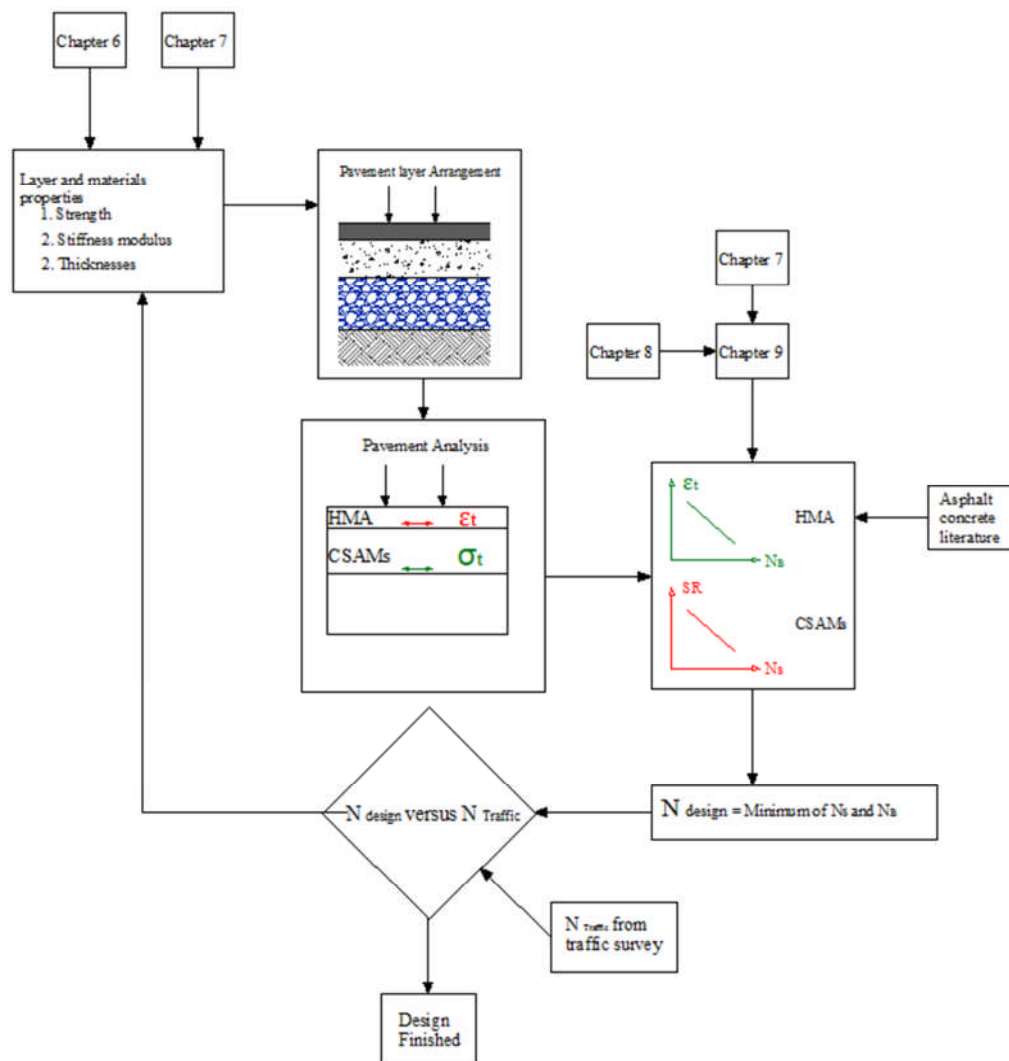 Chapter 6
Chapter 7
Layer and materials
properties
1. Strength
2. Stiffness modulus
2. Thicknesses
Pavement layer Arrangement
Chapter 7
Chapter 8
Chapter 9
Pavement Analysis
HMA
εt
CSAMs
σt
εt
HMA
Na
SR
CSAMs
Ns
Asphalt
concrete
literature
N design = Minimum of Ns and Na
N design versus N Traffic
N Traffic from
traffic survey
Design
Finished